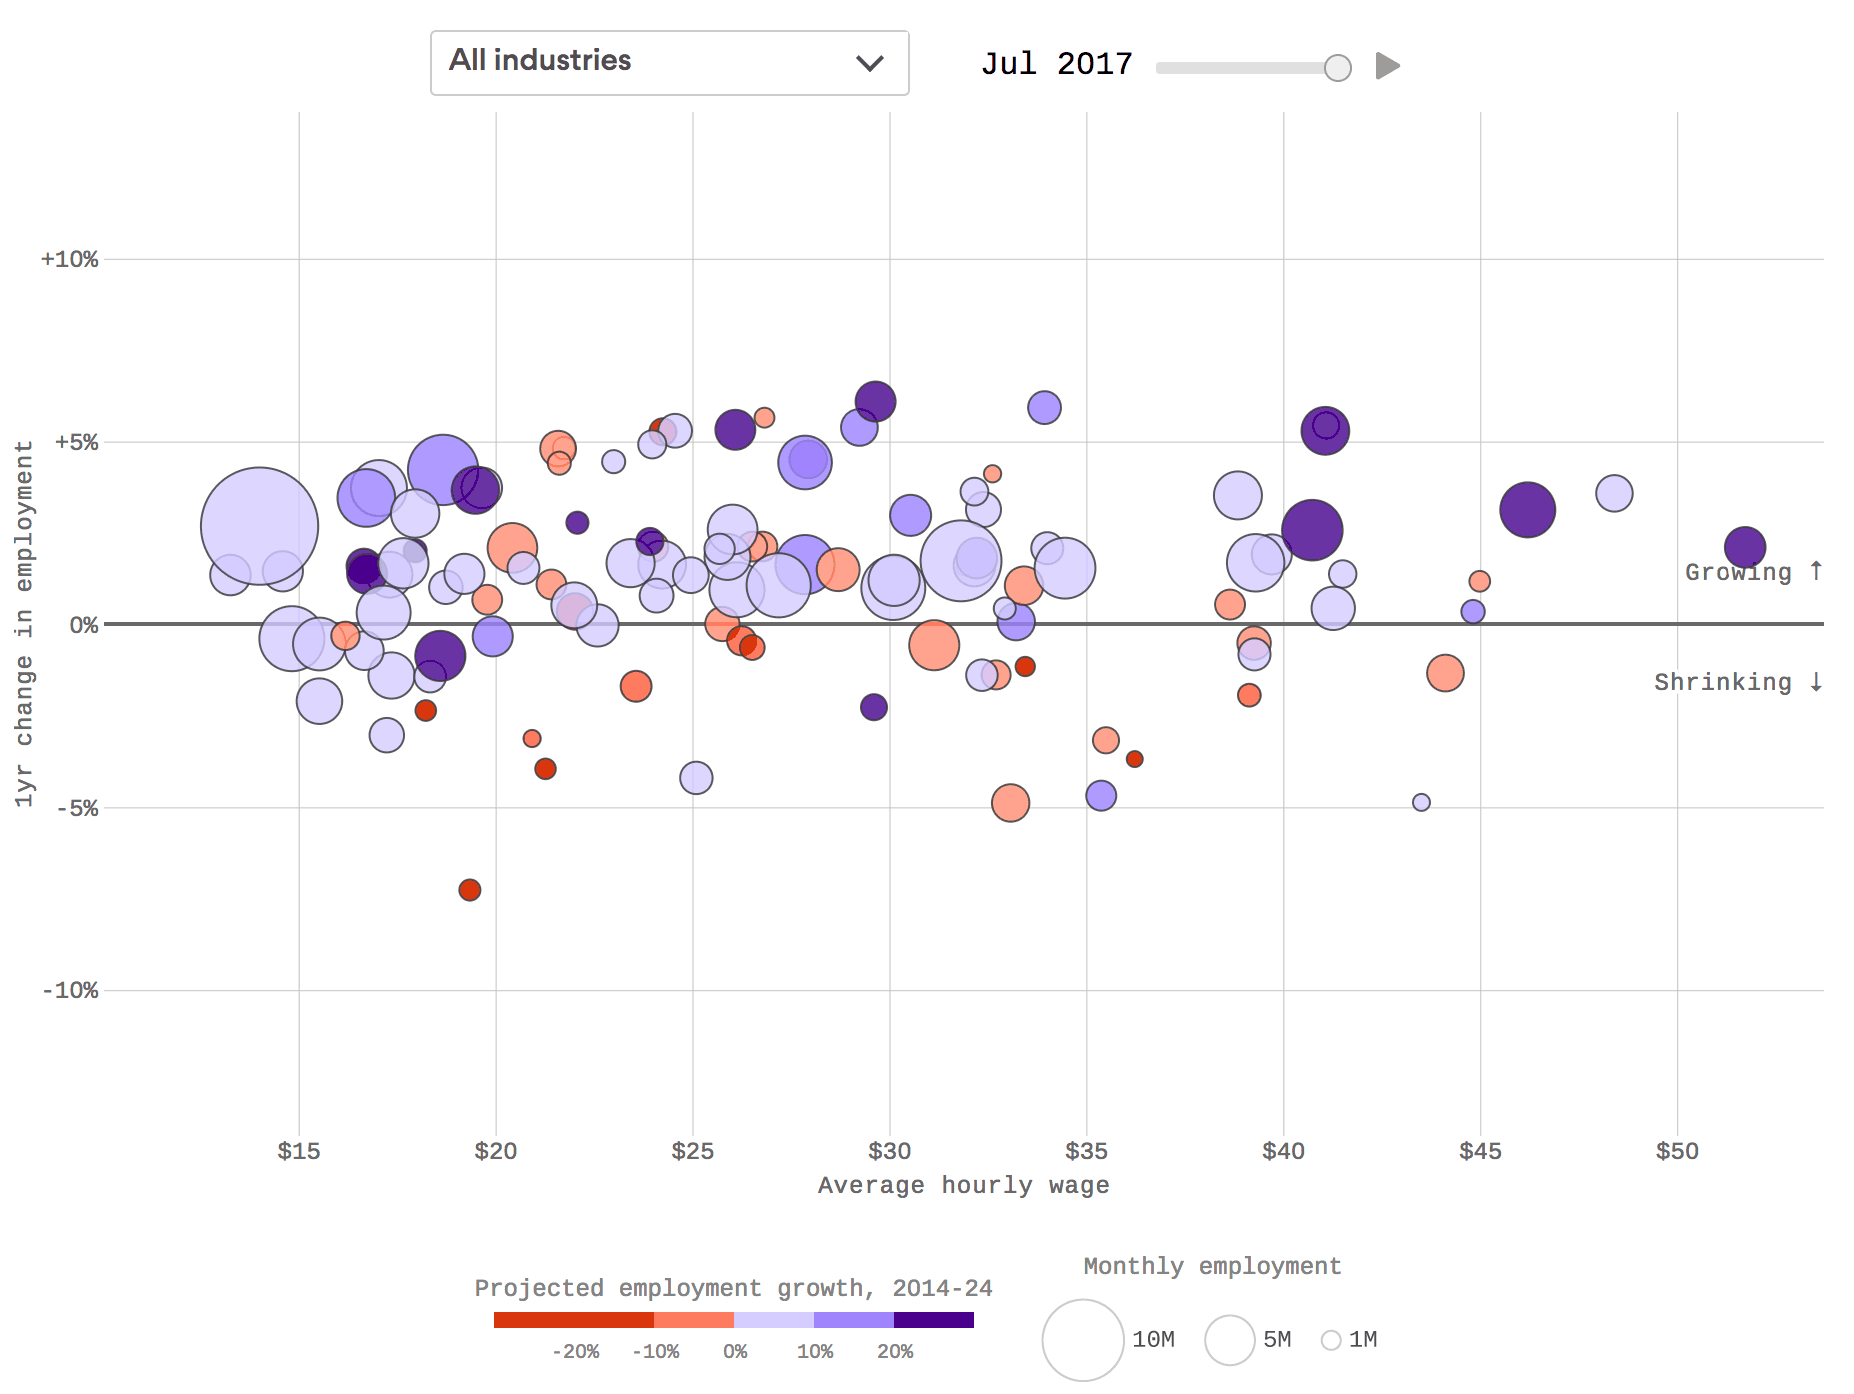 All industries
Jul 2017
+10%
+5%
0%
-5%
-10%
1yr change in employment
Growing ↑
Shrinking ↓
$15 $20 $25 $30 $35 $40 $45 $50
Average hourly wage
Projected employment growth, 2014-24
-20% -10% 0% 10% 20%
Monthly employment
10M 5M 1M